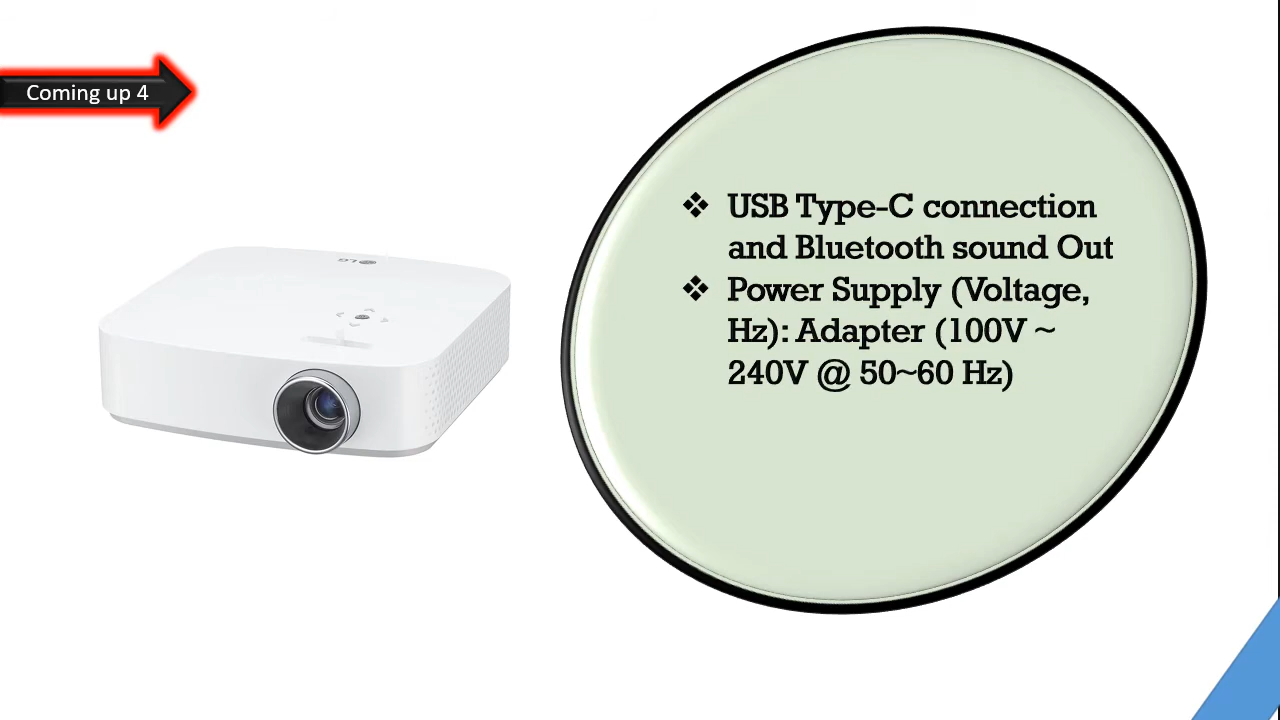 Coming up 4
LG
❖ USB Type-C connection
and Bluetooth sound Out
❖ Power Supply (Voltage,
Hz): Adapter (100V ~
240V @ 50~60 Hz)